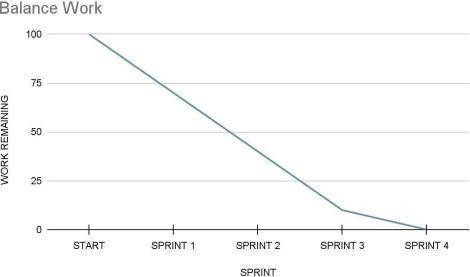 Balance Work
WORK REMAINING
100
75
50
25
0
START SPRINT 1 SPRINT 2 SPRINT 3 SPRINT 4
SPRINT